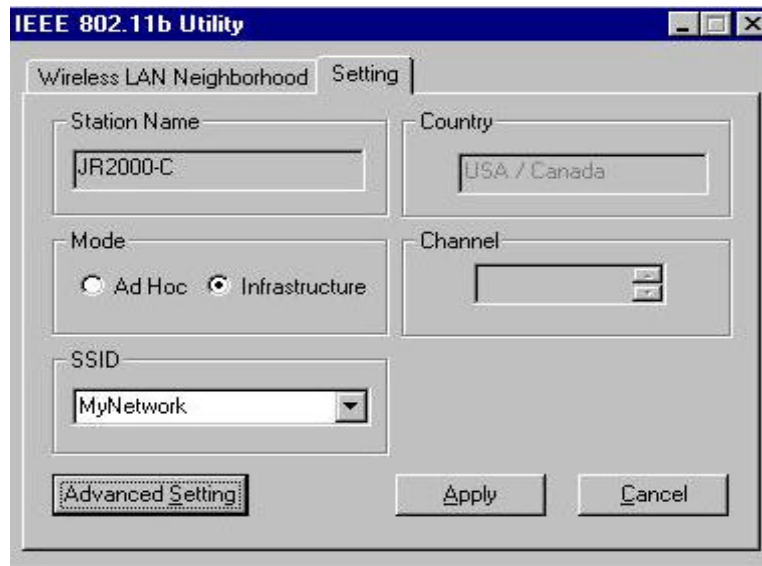 IEEE 802.11b Utility
Wireless LAN Neighborhood
Setting
Station Name
JR2000-C
Country
USA / Canada
Mode
Ad Hoc
Infrastructure
Channel
SSID
MyNetwork
Advanced Setting
Apply
Cancel